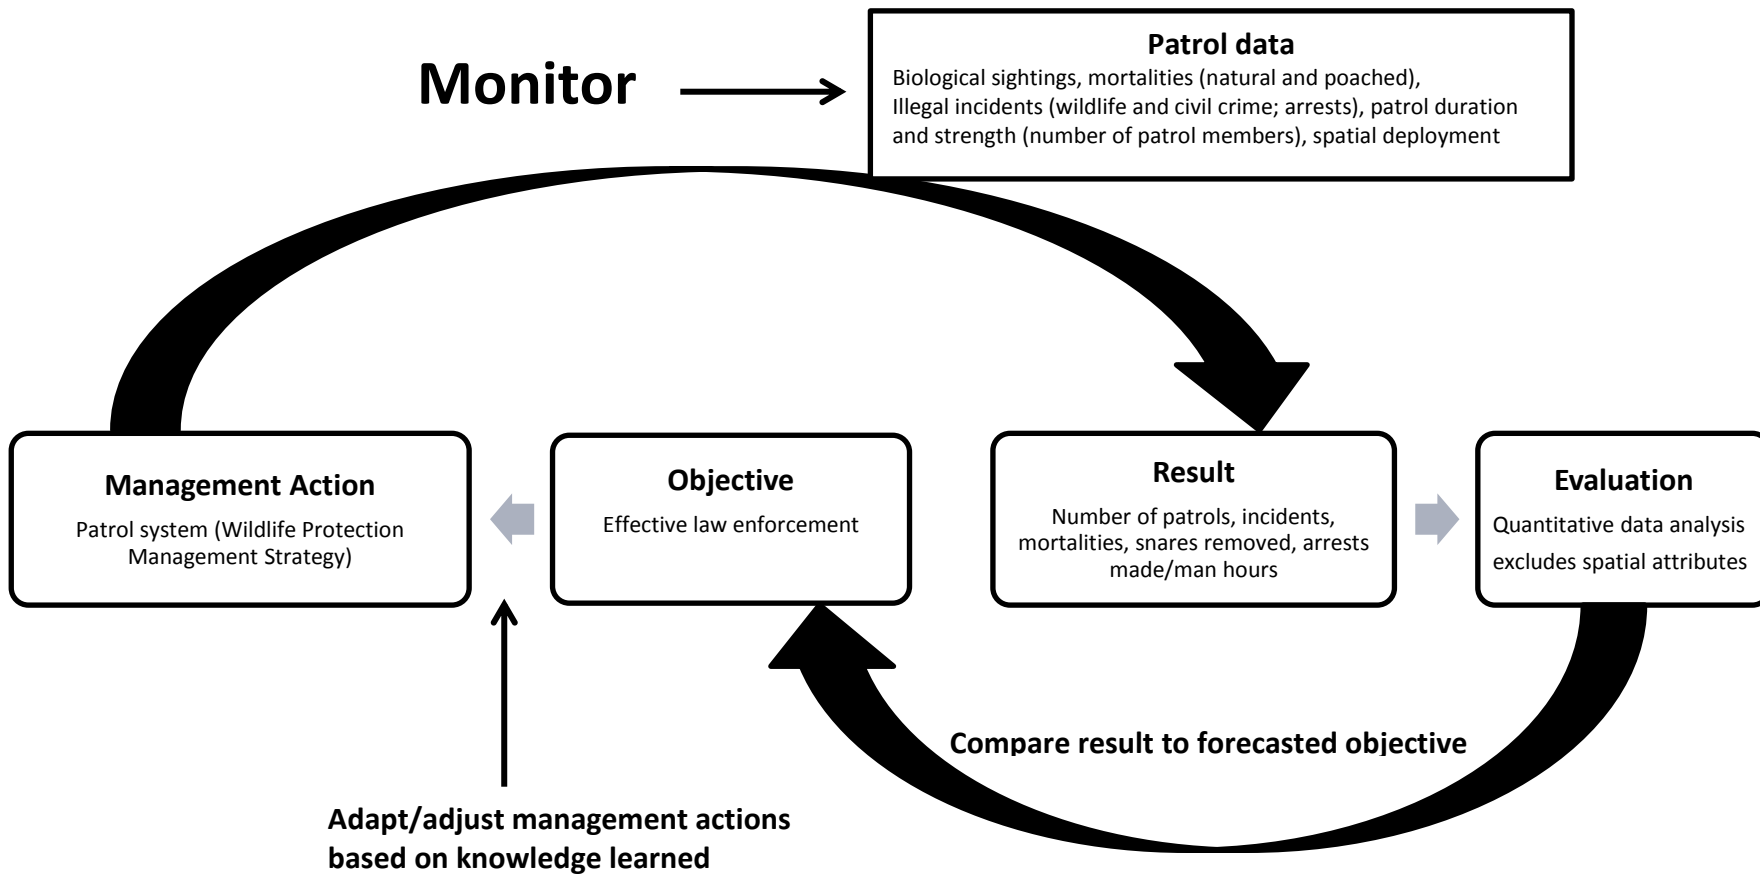 Monitor
Patrol data
Biological sightings, mortalities (natural and poached),
Illegal incidents (wildlife and civil crime; arrests), patrol duration
and strength (number of patrol members), spatial deployment
Management Action
Patrol system (Wildlife Protection
Management Strategy)
Objective
Effective law enforcement
Result
Number of patrols, incidents,
mortalities, snares removed, arrests
made/man hours
Evaluation
Quantitative data analysis
excludes spatial attributes
Compare result to forecasted objective
Adapt/adjust management actions
based on knowledge learned